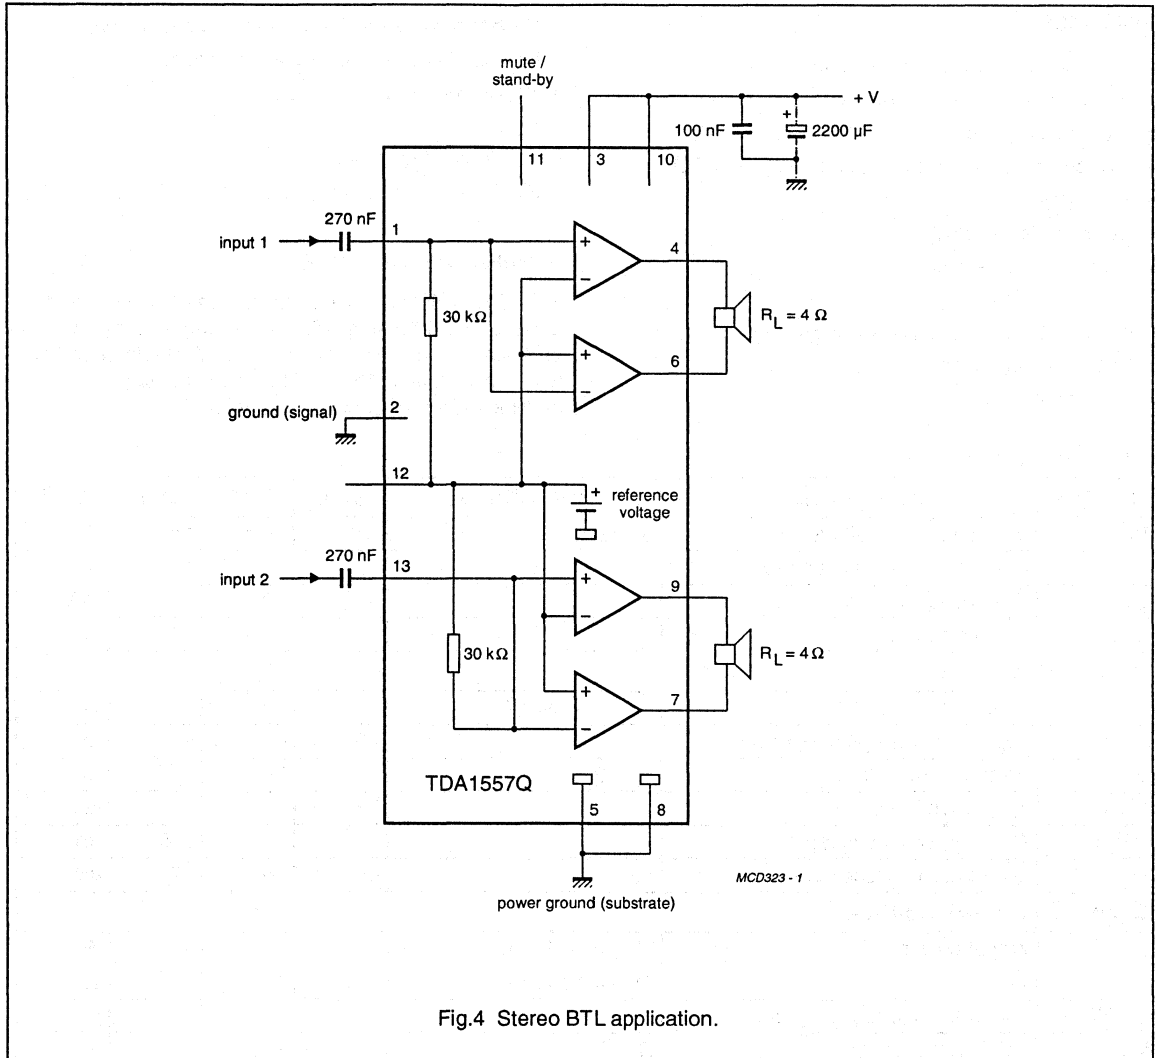 mute /
stand-by
+ V
100 nF
+
2200 µF
11
3
10
270 nF
1
input 1
+
−
4
30 kΩ
R_L = 4 Ω
+
−
6
2
ground (signal)
12
+
reference
voltage
270 nF
13
input 2
+
−
9
30 kΩ
R_L = 4 Ω
+
−
7
TDA1557Q
5
8
MCD323 - 1
power ground (substrate)
Fig.4 Stereo BTL application.